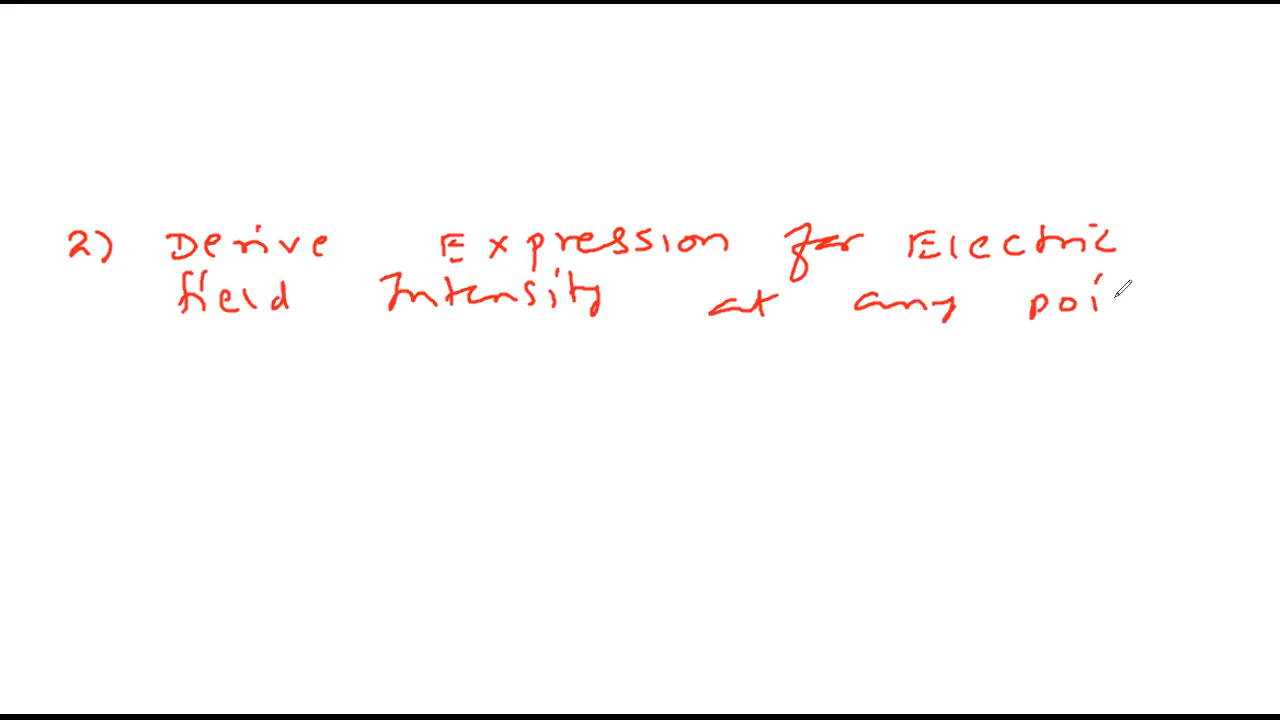 2) Derive Expression for Electric
field Intensity at any poi